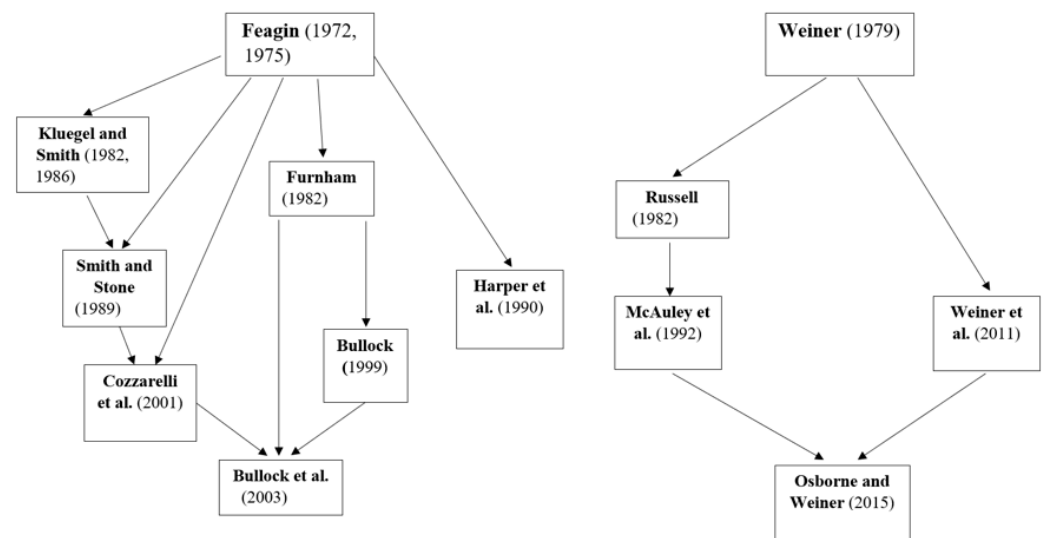 Feagin (1972,
1975)
Weiner (1979)
Kluegel and
Smith (1982,
1986)
Furnham
(1982)
Russell
(1982)
Smith and
Stone
(1989)
Harper et
al. (1990)
McAuley et
al. (1992)
Weiner et
al. (2011)
Bullock
(1999)
Cozzarelli
et al. (2001)
Bullock et al.
(2003)
Osborne and
Weiner (2015)